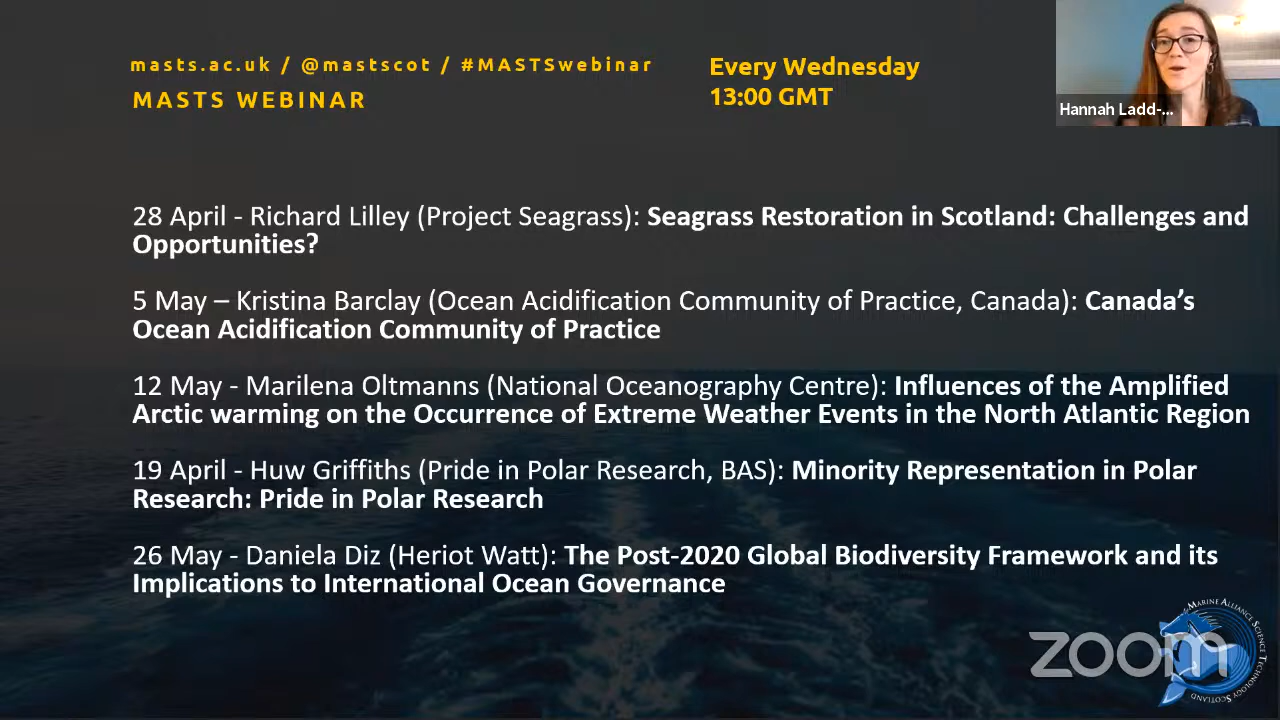 masts.ac.uk / @mastscot / #MASTSwebinar
MASTS WEBINAR
Every Wednesday
13:00 GMT
Hannah Ladd-...
28 April - Richard Lilley (Project Seagrass): Seagrass Restoration in Scotland: Challenges and
Opportunities?
5 May – Kristina Barclay (Ocean Acidification Community of Practice, Canada): Canada’s
Ocean Acidification Community of Practice
12 May - Marilena Oltmanns (National Oceanography Centre): Influences of the Amplified
Arctic warming on the Occurrence of Extreme Weather Events in the North Atlantic Region
19 April - Huw Griffiths (Pride in Polar Research, BAS): Minority Representation in Polar
Research: Pride in Polar Research
26 May - Daniela Diz (Heriot Watt): The Post-2020 Global Biodiversity Framework and its
Implications to International Ocean Governance
zoom
Marine Alliance Science Technology Scotland